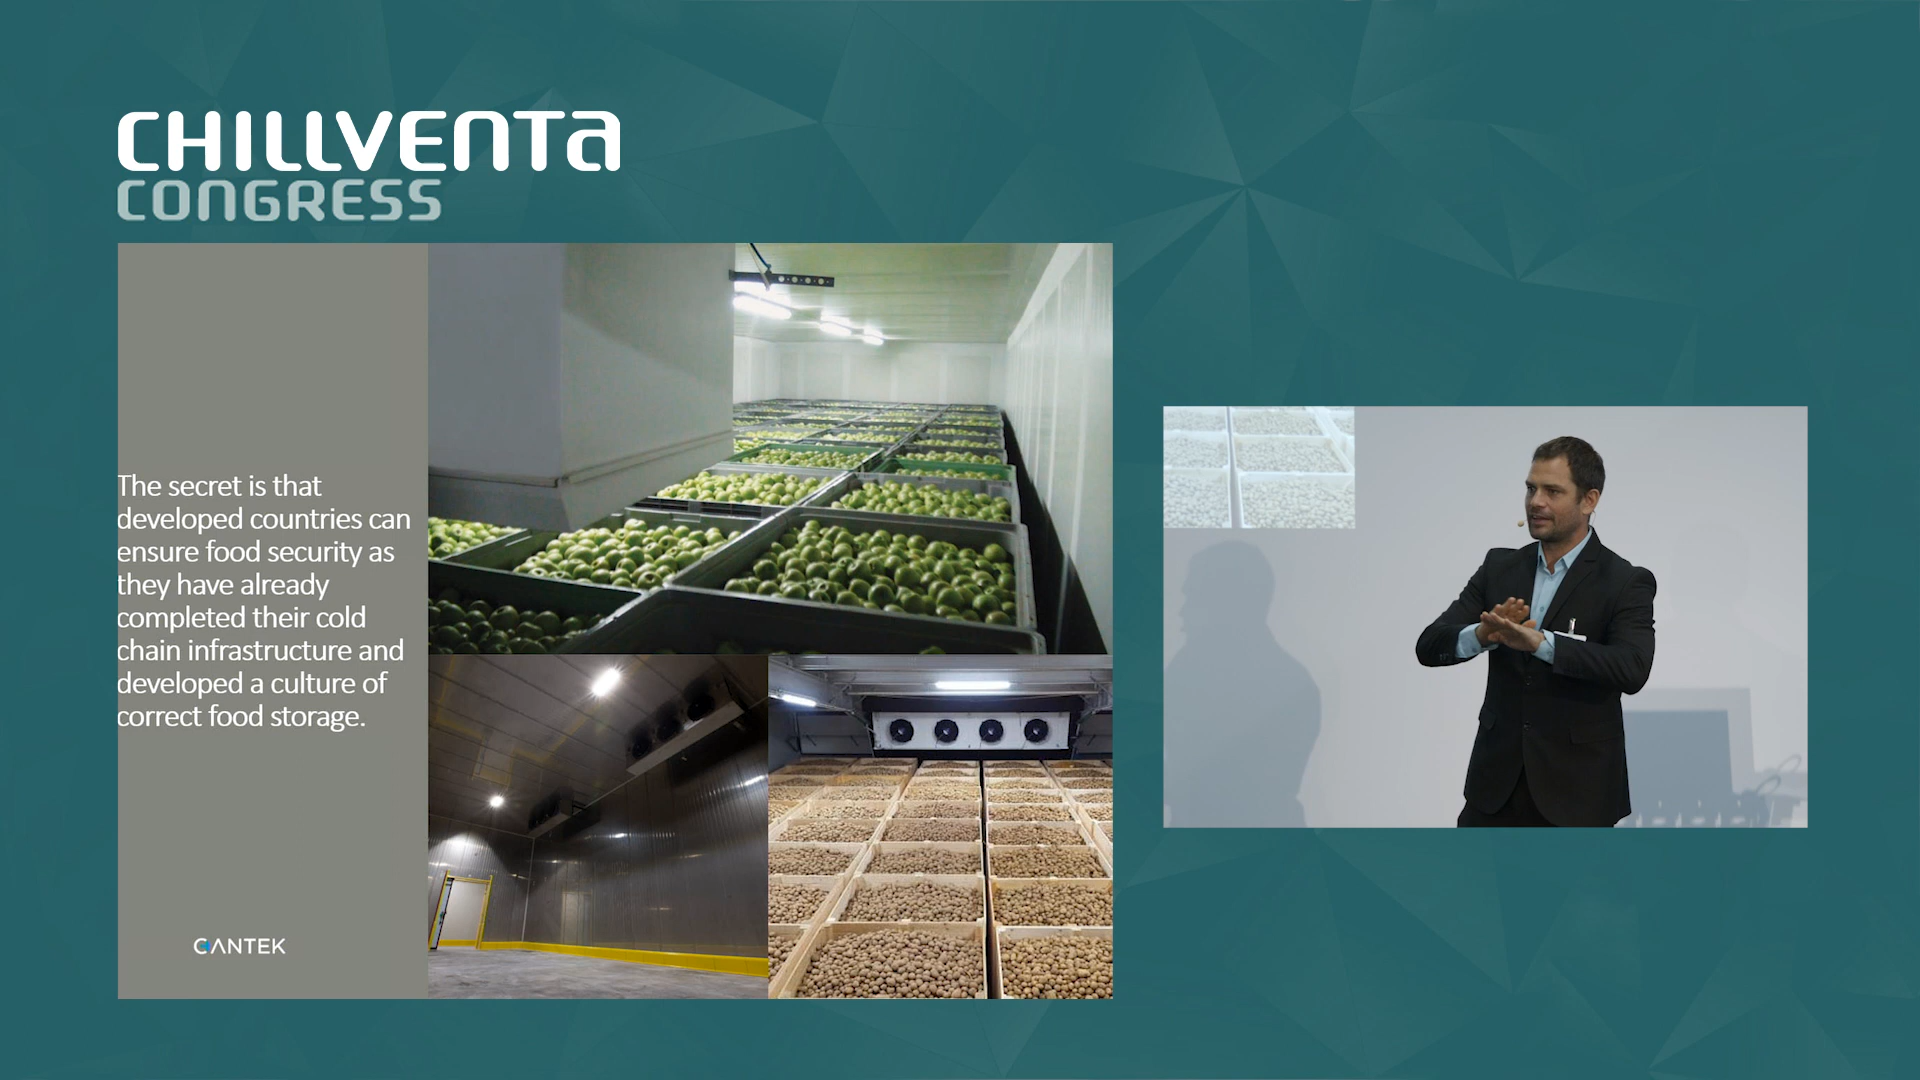 CHILLVENTA
CONGRESS
The secret is that
developed countries can
ensure food security as
they have already
completed their cold
chain infrastructure and
developed a culture of
correct food storage.
CANTEK